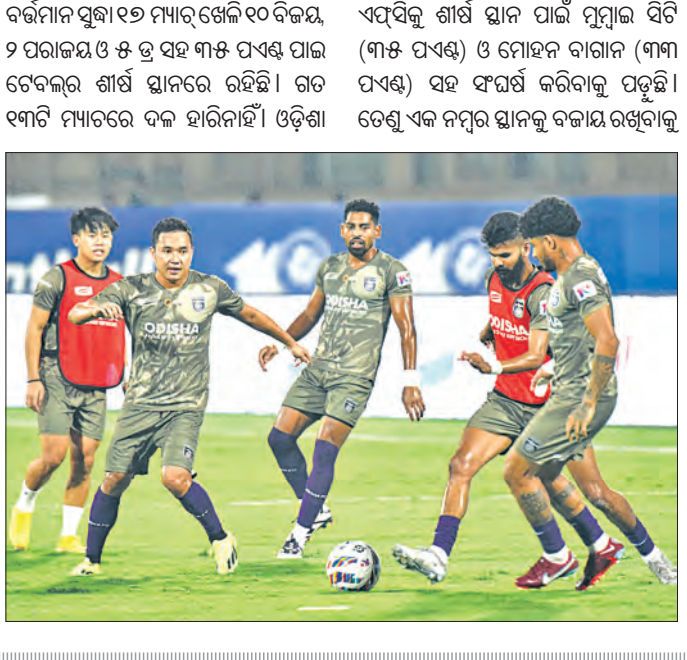 ବର୍ତ୍ତମାନ ସୁଦ୍ଧା ୧୭ ମ୍ୟାଚ୍ ଖେଳି ୧୦ ବିଜୟ,
୨ ପରାଜୟ ଓ ୫ ଡ୍ର ସହ ୩୫ ପଏଣ୍ଟ ପାଇ
ଟେବଲ୍‌ର ଶୀର୍ଷ ସ୍ଥାନରେ ରହିଛି। ଗତ
୧୩ଟି ମ୍ୟାଚରେ ଦଳ ହାରିନାହିଁ। ଓଡ଼ିଶା
ଏଫ୍‌ସିକୁ ଶୀର୍ଷ ସ୍ଥାନ ପାଇଁ ମୁମ୍ବାଇ ସିଟି
(୩୫ ପଏଣ୍ଟ) ଓ ମୋହନ ବାଗାନ (୩୩
ପଏଣ୍ଟ) ସହ ସଂଘର୍ଷ କରିବାକୁ ପଡ଼ୁଛି।
ତେଣୁ ଏକ ନମ୍ବର ସ୍ଥାନକୁ ବଜାୟ ରଖିବାକୁ
ODISHA
ODISHA
ODISHA